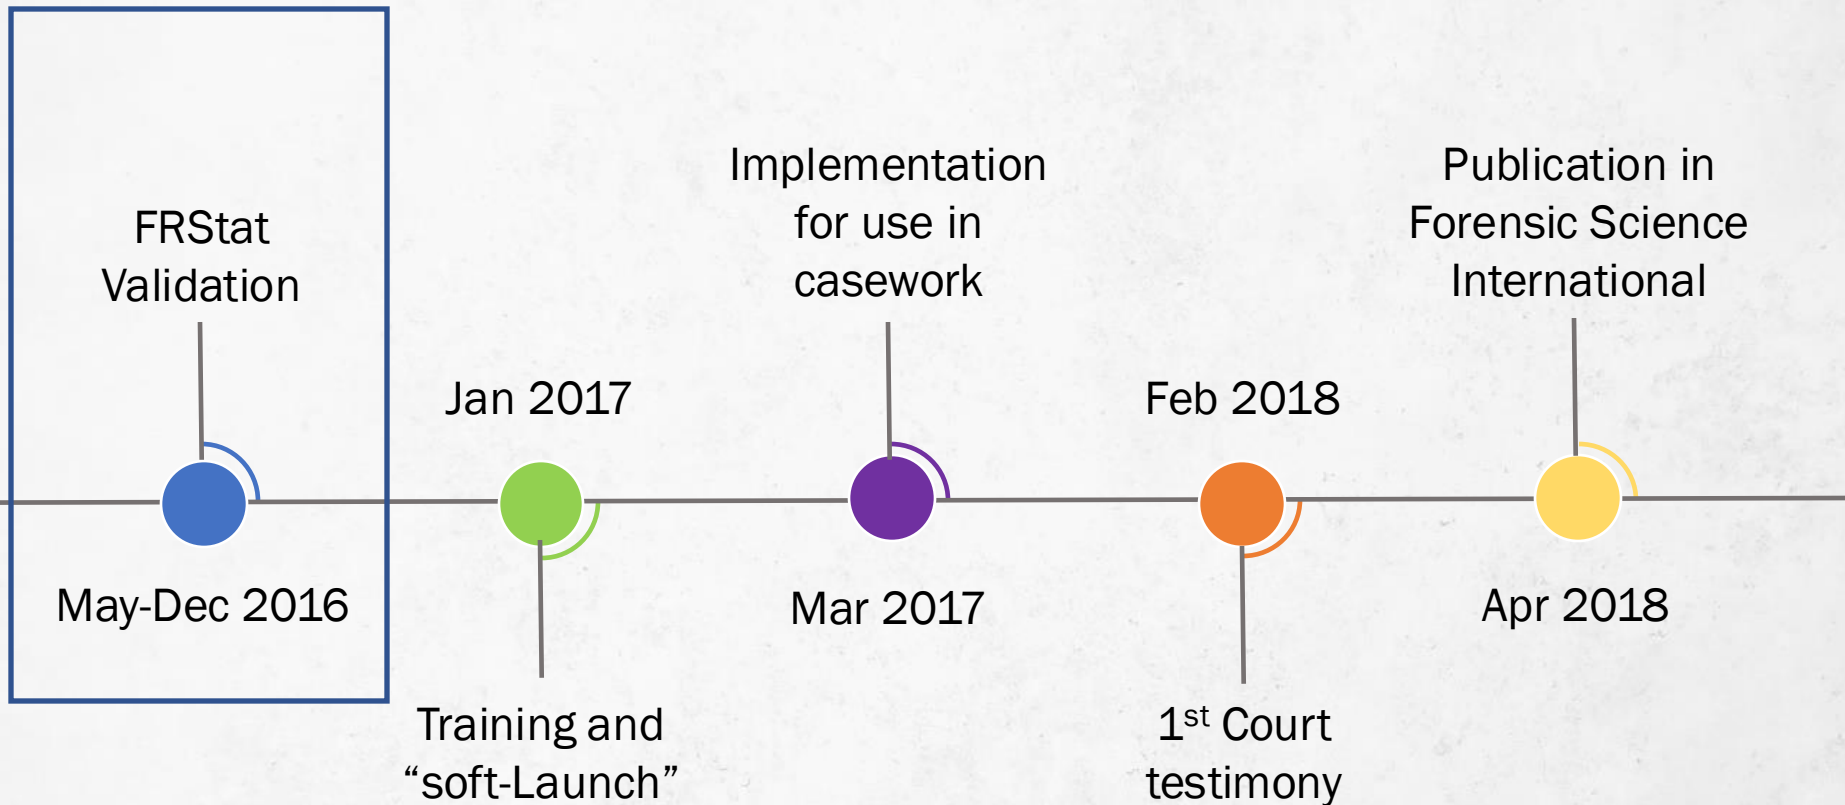 FRStat
Validation
May-Dec 2016
Jan 2017
Training and
“soft-Launch”
Implementation
for use in
casework
Mar 2017
Feb 2018
1st Court
testimony
Publication in
Forensic Science
International
Apr 2018